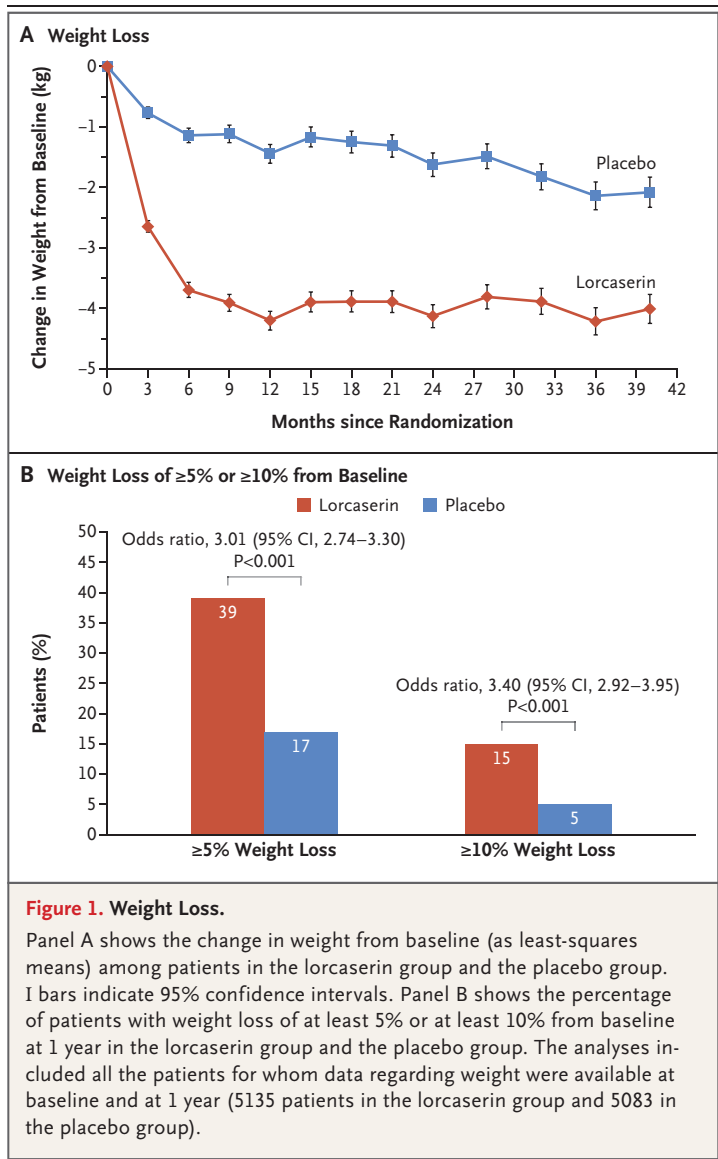 A Weight Loss
Change in Weight from Baseline (kg)
0
−1
−2
−3
−4
−5
Placebo
Lorcaserin
0 3 6 9 12 15 18 21 24 27 30 33 36 39 42
Months since Randomization
B Weight Loss of ≥5% or ≥10% from Baseline
Lorcaserin Placebo
Patients (%)
50
45
40
35
30
25
20
15
10
5
0
Odds ratio, 3.01 (95% CI, 2.74–3.30)
P<0.001
39
17
Odds ratio, 3.40 (95% CI, 2.92–3.95)
P<0.001
15
5
≥5% Weight Loss ≥10% Weight Loss
Figure 1. Weight Loss.
Panel A shows the change in weight from baseline (as least-squares
means) among patients in the lorcaserin group and the placebo group.
I bars indicate 95% confidence intervals. Panel B shows the percentage
of patients with weight loss of at least 5% or at least 10% from baseline
at 1 year in the lorcaserin group and the placebo group. The analyses in-
cluded all the patients for whom data regarding weight were available at
baseline and at 1 year (5135 patients in the lorcaserin group and 5083 in
the placebo group).